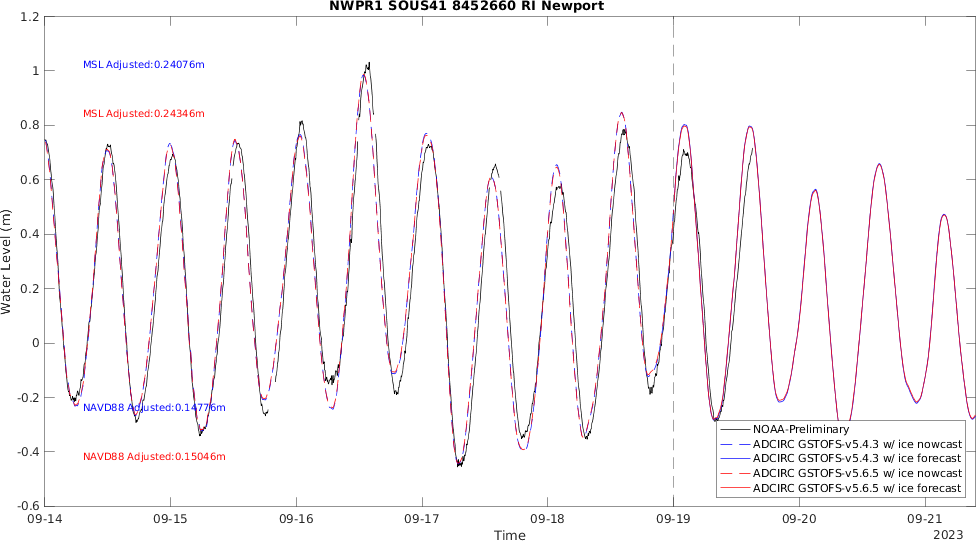 NWPR1 SOUS41 8452660 RI Newport
1.2
1
0.8
0.6
0.4
0.2
0
-0.2
-0.4
-0.6
Water Level (m)
MSL Adjusted:0.24076m
MSL Adjusted:0.24346m
NAVD88 Adjusted:0.14776m
NAVD88 Adjusted:0.15046m
NOAA-Preliminary
ADCIRC GSTOFS-v5.4.3 w/ ice nowcast
ADCIRC GSTOFS-v5.4.3 w/ ice forecast
ADCIRC GSTOFS-v5.6.5 w/ ice nowcast
ADCIRC GSTOFS-v5.6.5 w/ ice forecast
09-14 09-15 09-16 09-17 09-18 09-19 09-20 09-21
Time
2023